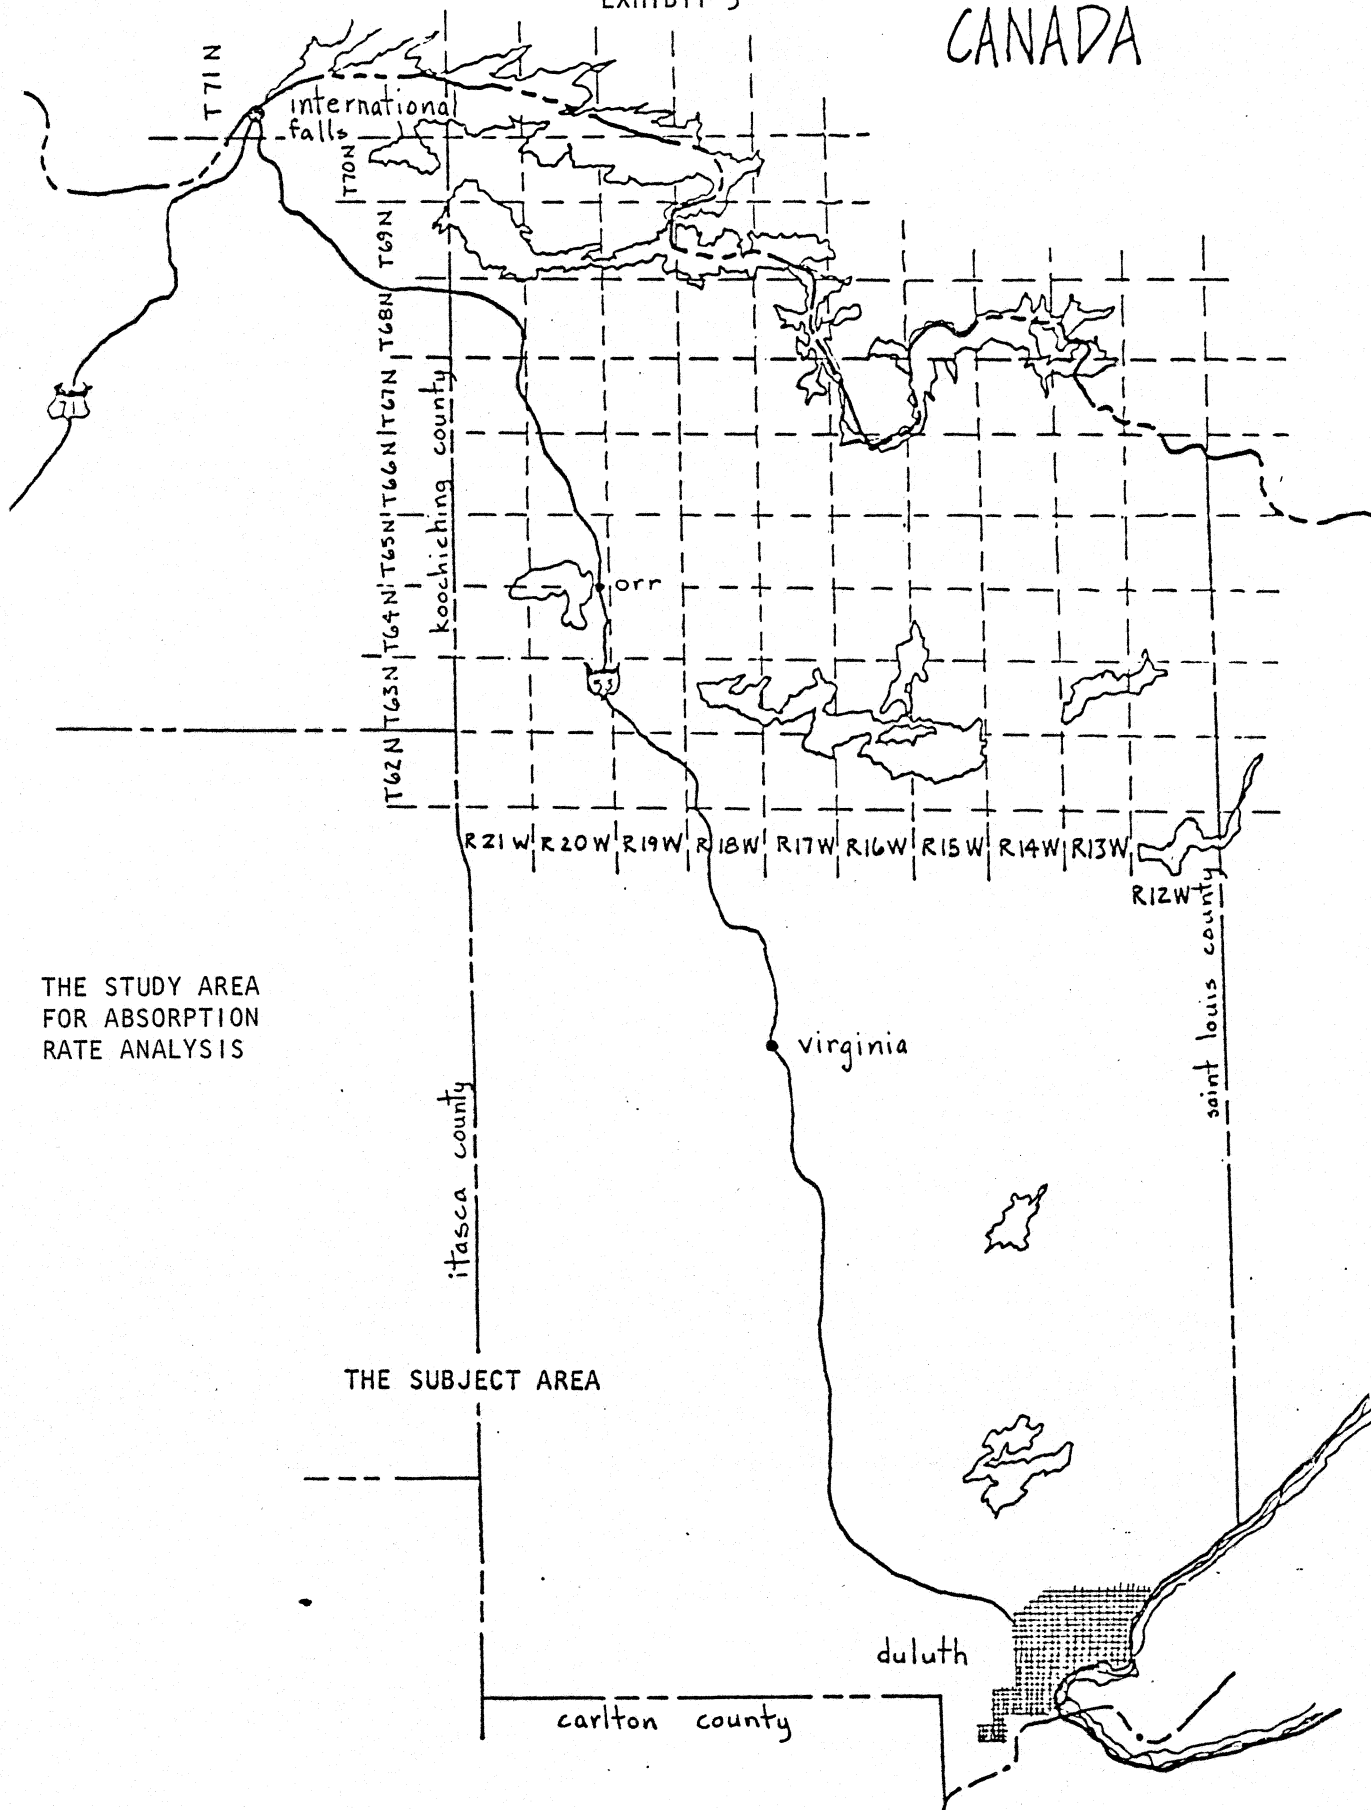 EXHIBIT 3
CANADA
T71N
international
falls
T70N
T69N
T68N
T67N
T66N
T65N
T64N
T63N
T62N
koochiching county
71
orr
53
R21W R20W R19W R18W R17W R16W R15W R14W R13W
R12W
saint louis county
THE STUDY AREA
FOR ABSORPTION
RATE ANALYSIS
virginia
itasca county
THE SUBJECT AREA
duluth
carlton county